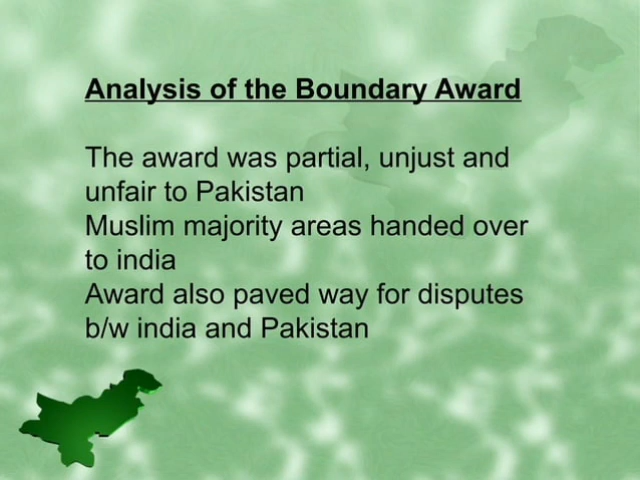 Analysis of the Boundary Award
The award was partial, unjust and
unfair to Pakistan
Muslim majority areas handed over
to india
Award also paved way for disputes
b/w india and Pakistan